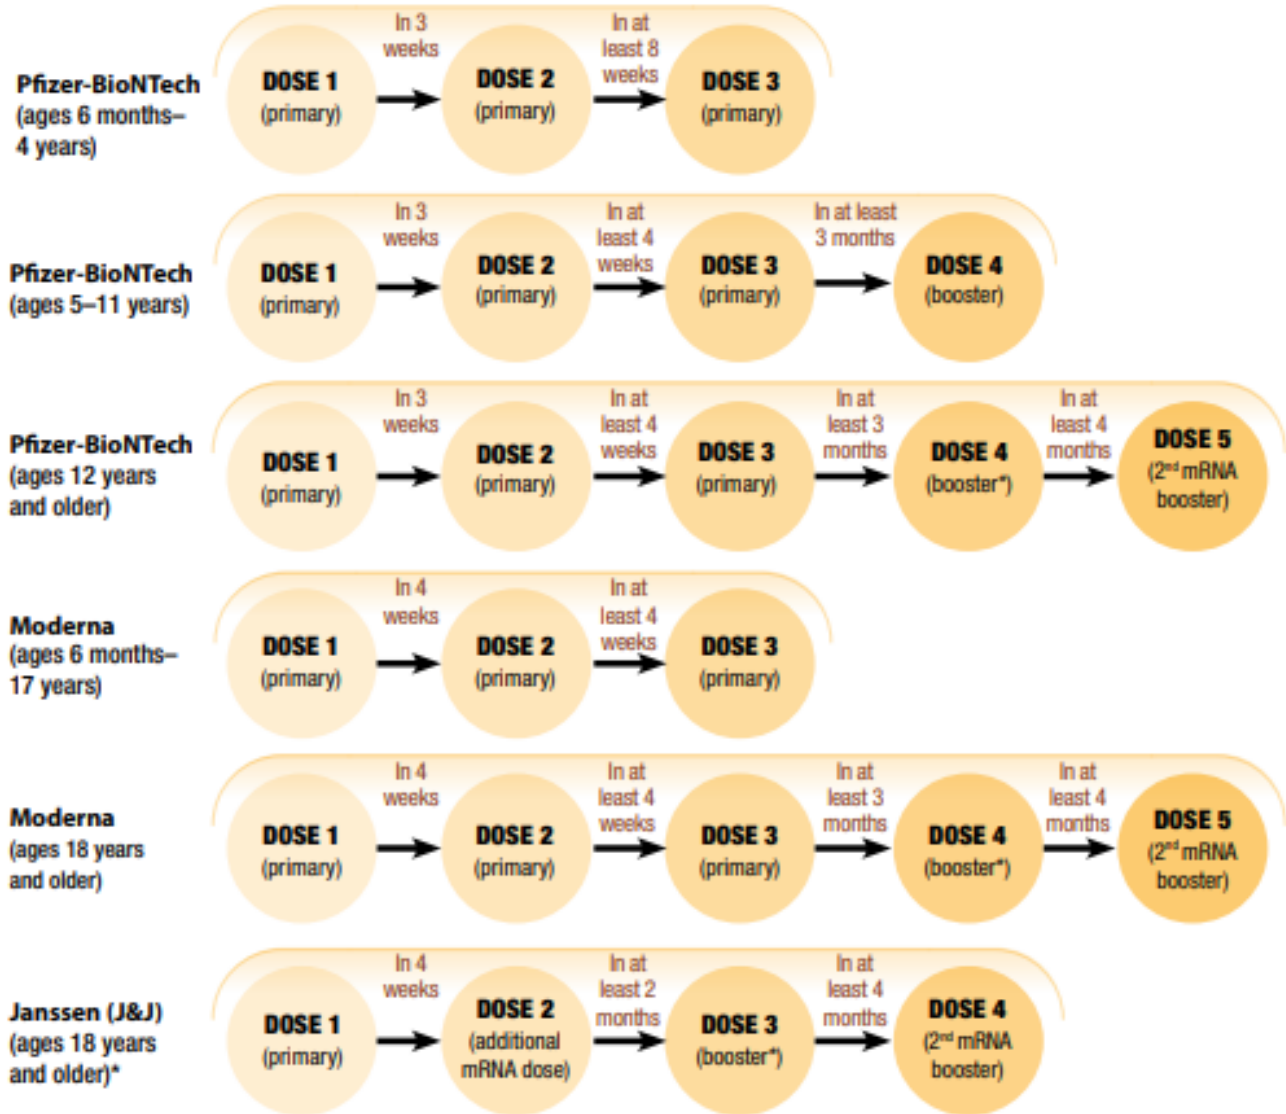 Pfizer-BioNTech
(ages 6 months–
4 years)
DOSE 1
(primary)
In 3
weeks
DOSE 2
(primary)
In at
least 8
weeks
DOSE 3
(primary)
Pfizer-BioNTech
(ages 5–11 years)
DOSE 1
(primary)
In 3
weeks
DOSE 2
(primary)
In at
least 4
weeks
DOSE 3
(primary)
In at least
3 months
DOSE 4
(booster)
Pfizer-BioNTech
(ages 12 years
and older)
DOSE 1
(primary)
In 3
weeks
DOSE 2
(primary)
In at
least 4
weeks
DOSE 3
(primary)
In at
least 3
months
DOSE 4
(booster*)
In at
least 4
months
DOSE 5
(2nd mRNA
booster)
Moderna
(ages 6 months–
17 years)
DOSE 1
(primary)
In 4
weeks
DOSE 2
(primary)
In at
least 4
weeks
DOSE 3
(primary)
Moderna
(ages 18 years
and older)
DOSE 1
(primary)
In 4
weeks
DOSE 2
(primary)
In at
least 4
weeks
DOSE 3
(primary)
In at
least 3
months
DOSE 4
(booster*)
In at
least 4
months
DOSE 5
(2nd mRNA
booster)
Janssen (J&J)
(ages 18 years
and older)*
DOSE 1
(primary)
In 4
weeks
DOSE 2
(additional
mRNA dose)
In at
least 2
months
DOSE 3
(booster*)
In at
least 4
months
DOSE 4
(2nd mRNA
booster)